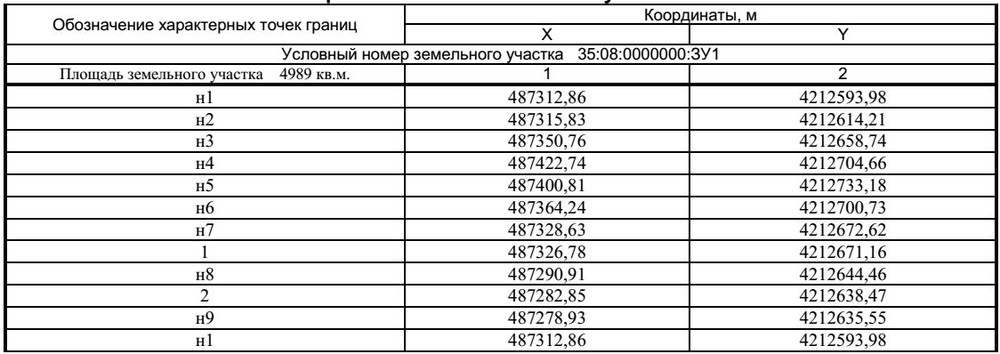 Обозначение характерных точек границ Координаты, м
X Y
Условный номер земельного участка 35:08:0000000:ЗУ1
Площадь земельного участка 4989 кв.м. 1 2
н1 487312,86 4212593,98
н2 487315,83 4212614,21
н3 487350,76 4212658,74
н4 487422,74 4212704,66
н5 487400,81 4212733,18
н6 487364,24 4212700,73
н7 487328,63 4212672,62
1 487326,78 4212671,16
н8 487290,91 4212644,46
2 487282,85 4212638,47
н9 487278,93 4212635,55
н1 487312,86 4212593,98